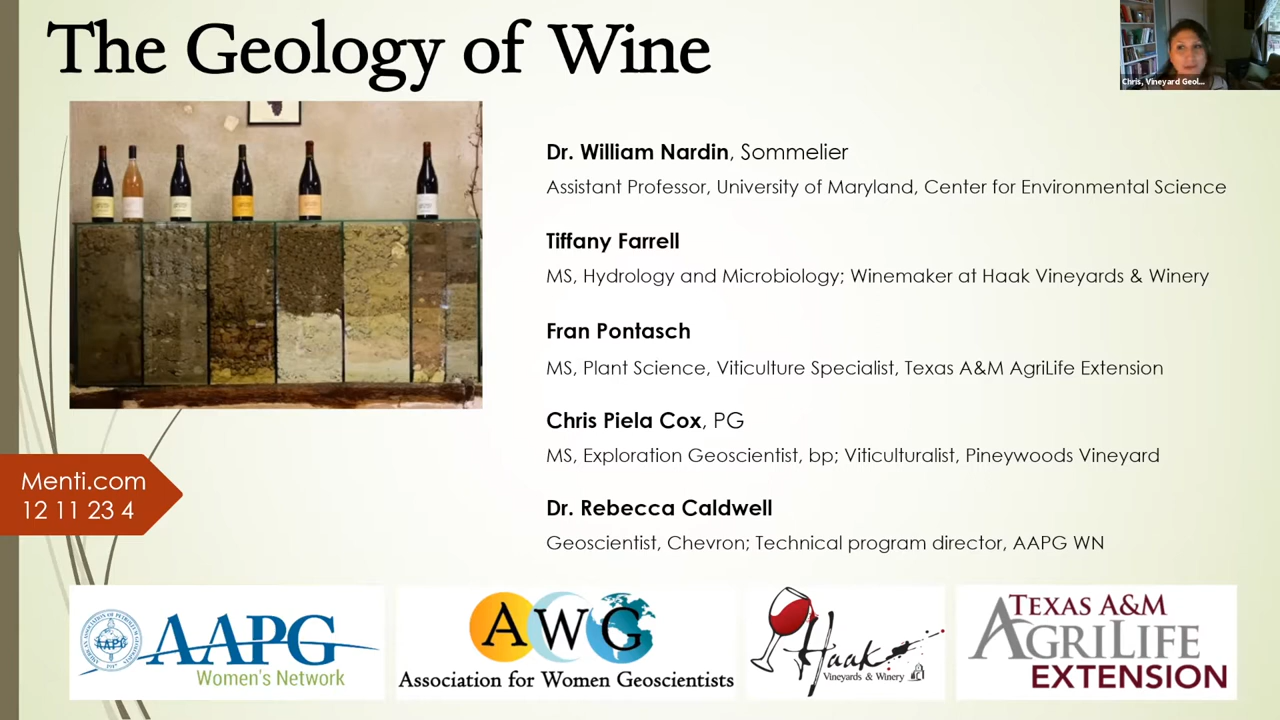 The Geology of Wine
Chris, Vineyard Geol...
Dr. William Nardin, Sommelier
Assistant Professor, University of Maryland, Center for Environmental Science
Tiffany Farrell
MS, Hydrology and Microbiology; Winemaker at Haak Vineyards & Winery
Fran Pontasch
MS, Plant Science, Viticulture Specialist, Texas A&M AgriLife Extension
Chris Piela Cox, PG
MS, Exploration Geoscientist, bp; Viticulturalist, Pineywoods Vineyard
Dr. Rebecca Caldwell
Geoscientist, Chevron; Technical program director, AAPG WN
Menti.com
12 11 23 4
AAPG
AAPG
Women's Network
AWG
Association for Women Geoscientists
Haak
Vineyards & Winery
TEXAS A&M
AGRILIFE
EXTENSION